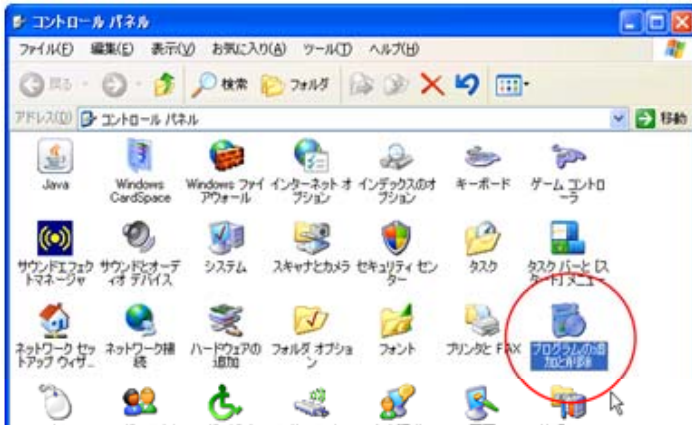 コントロール パネル
ファイル(F) 編集(E) 表示(V) お気に入り(A) ツール(T) ヘルプ(H)
戻る 検索 フォルダ
アドレス(D) コントロール パネル 移動
Java Windows Windows ファイ インターネット オ インデックスのオ キーボード ゲーム コントロ
CardSpace アウォール プション プション ーラ
サウンドエフェク サウンドとオーデ システム スキャナとカメラ セキュリティ セン タスク タスク バーと [ス
トマネージャ ィオ デバイス ター タート] メニュー
ネットワーク セッ ネットワーク接 ハードウェアの フォルダ オプショ フォント プリンタと FAX プログラムの追
トアップ ウィザ... 続 追加 ン 加と削除